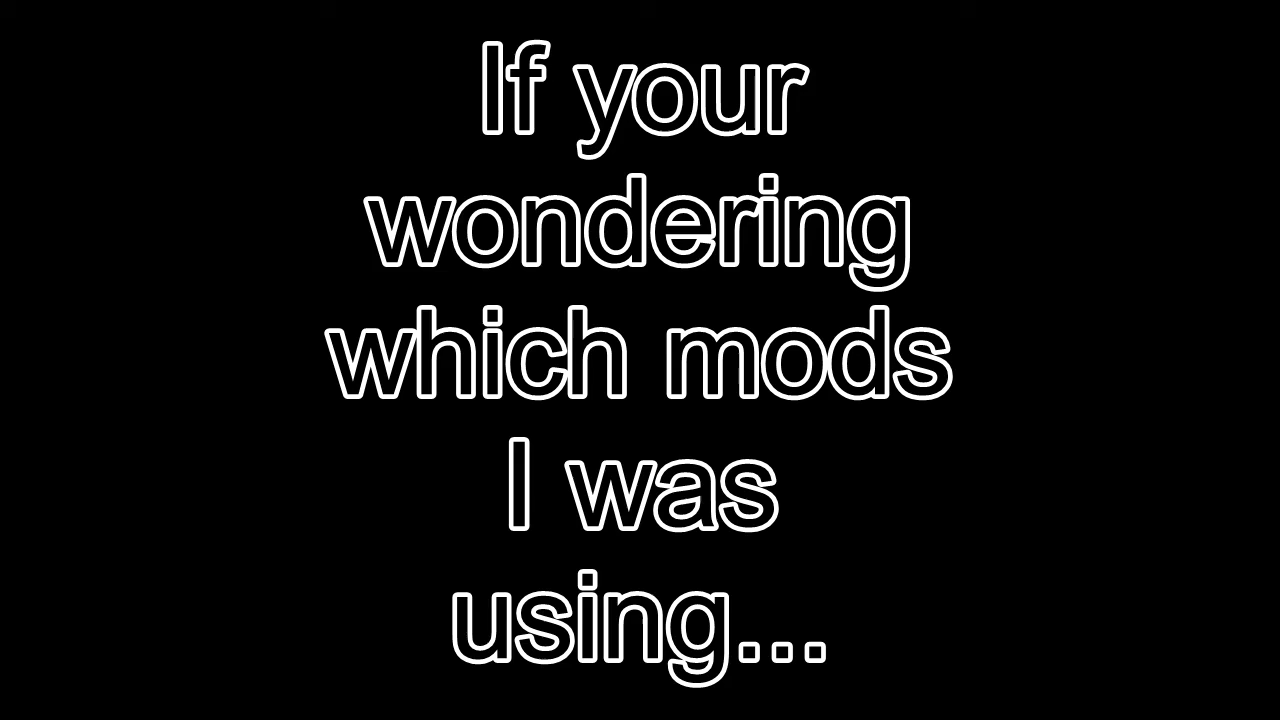 If your
wondering
which mods
I was
using...